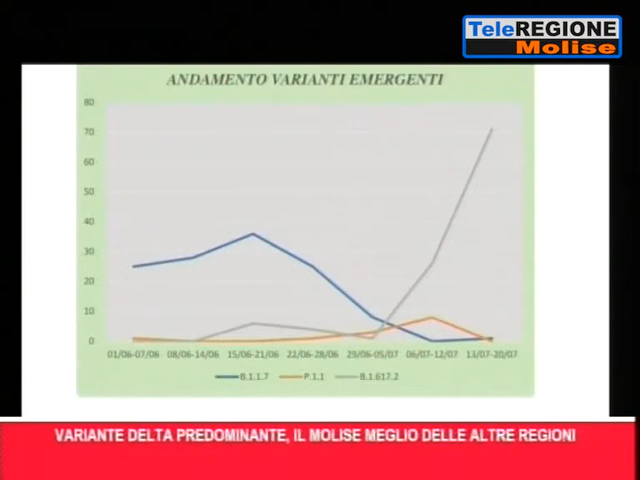 TeleREGIONE
Molise
ANDAMENTO VARIANTI EMERGENTI
80
70
60
50
40
30
20
10
0
01/06-07/06 08/06-14/06 15/06-21/06 22/06-28/06 29/06-05/07 06/07-12/07 13/07-20/07
B.1.1.7 P.1.1 B.1.617.2
VARIANTE DELTA PREDOMINANTE, IL MOLISE MEGLIO DELLE ALTRE REGIONI